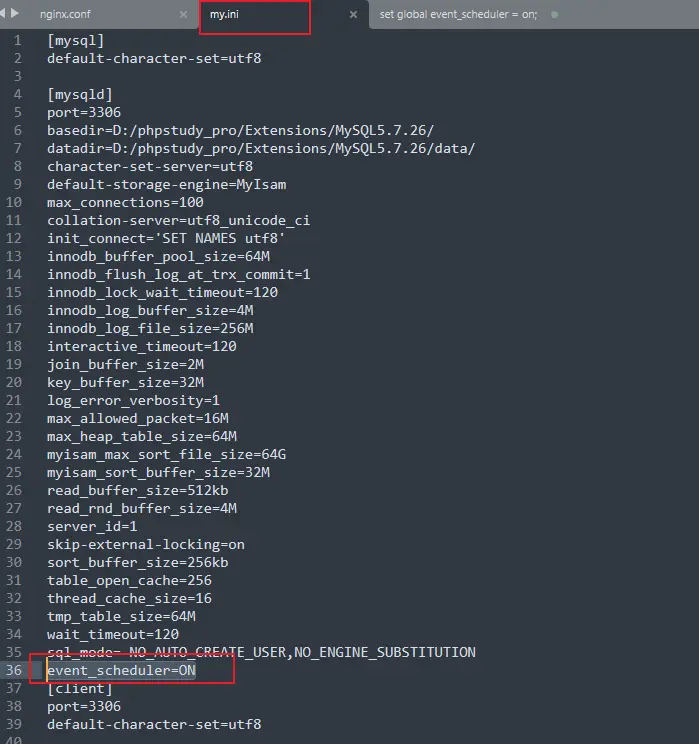 nginx.conf
my.ini
set global event_scheduler = on;
1 [mysql]
2 default-character-set=utf8
3
4 [mysqld]
5 port=3306
6 basedir=D:/phpstudy_pro/Extensions/MySQL5.7.26/
7 datadir=D:/phpstudy_pro/Extensions/MySQL5.7.26/data/
8 character-set-server=utf8
9 default-storage-engine=MyIsam
10 max_connections=100
11 collation-server=utf8_unicode_ci
12 init_connect='SET NAMES utf8'
13 innodb_buffer_pool_size=64M
14 innodb_flush_log_at_trx_commit=1
15 innodb_lock_wait_timeout=120
16 innodb_log_buffer_size=4M
17 innodb_log_file_size=256M
18 interactive_timeout=120
19 join_buffer_size=2M
20 key_buffer_size=32M
21 log_error_verbosity=1
22 max_allowed_packet=16M
23 max_heap_table_size=64M
24 myisam_max_sort_file_size=64G
25 myisam_sort_buffer_size=32M
26 read_buffer_size=512kb
27 read_rnd_buffer_size=4M
28 server_id=1
29 skip-external-locking=on
30 sort_buffer_size=256kb
31 table_open_cache=256
32 thread_cache_size=16
33 tmp_table_size=64M
34 wait_timeout=120
35 sql_mode= NO_AUTO_CREATE_USER,NO_ENGINE_SUBSTITUTION
36 event_scheduler=ON
37 [client]
38 port=3306
39 default-character-set=utf8
40